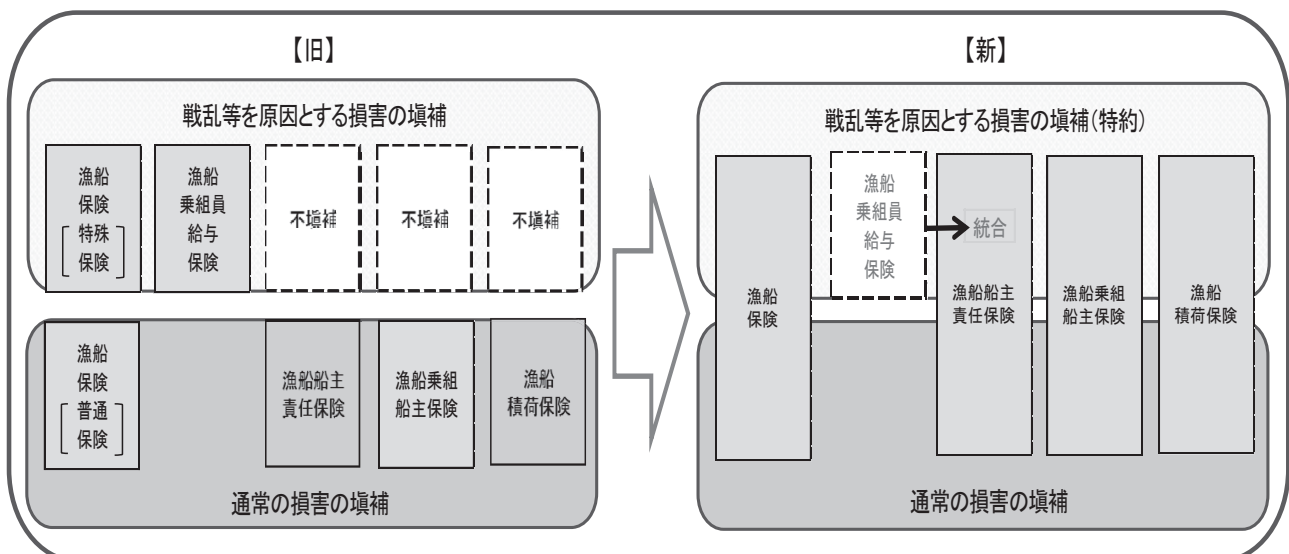 【旧】
戦乱等を原因とする損害の塡補
漁船
保険
特殊
保険
漁船
乗組員
給与
保険
不塡補
不塡補
不塡補
漁船
保険
普通
保険
漁船船主
責任保険
漁船乗組
船主保険
漁船
積荷保険
通常の損害の塡補
【新】
戦乱等を原因とする損害の塡補(特約)
漁船
保険
漁船
乗組員
給与
保険
統合
漁船船主
責任保険
漁船乗組
船主保険
漁船
積荷保険
通常の損害の塡補